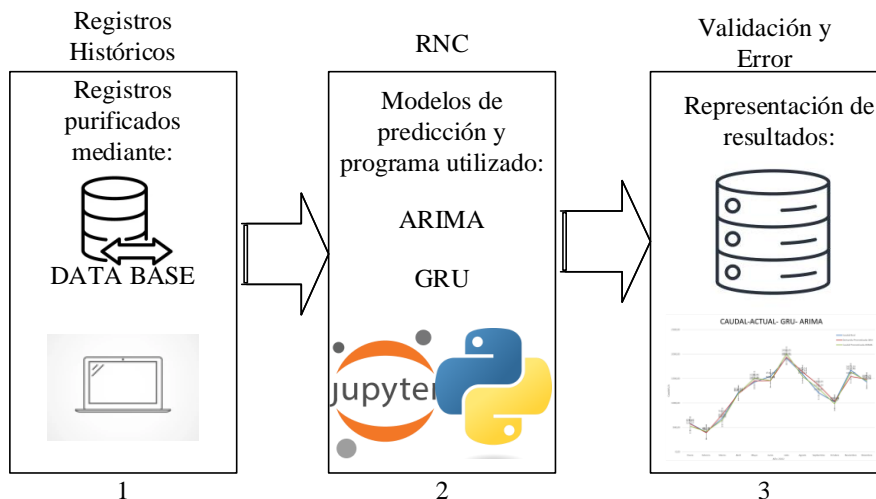 Registros
Históricos
Registros
purificados
mediante:
DATA BASE
1
RNC
Modelos de
predicción y
programa utilizado:
ARIMA
GRU
jupyter
2
Validación y
Error
Representación de
resultados:
CAUDAL-ACTUAL- GRU- ARIMA
3